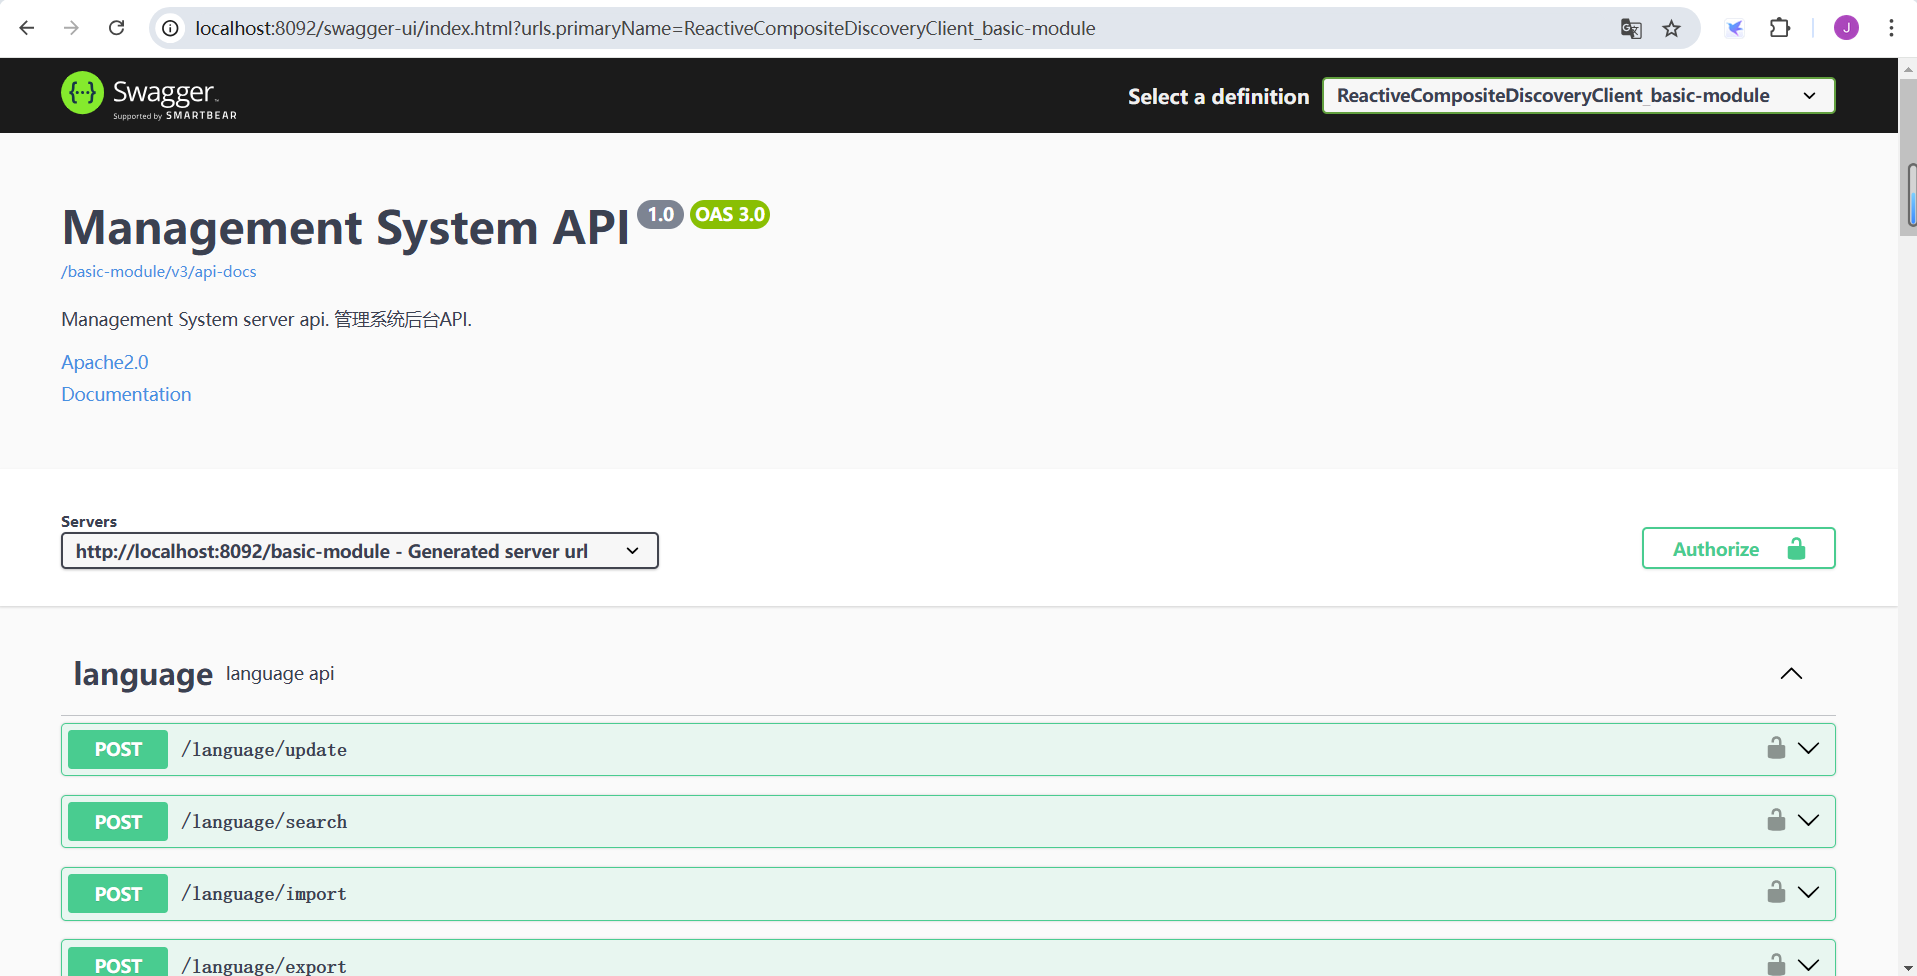 localhost:8092/swagger-ui/index.html?urls.primaryName=ReactiveCompositeDiscoveryClient_basic-module
J
Swagger™
Supported by SMARTBEAR
Select a definition
ReactiveCompositeDiscoveryClient_basic-module
Management System API 1.0 OAS 3.0
/basic-module/v3/api-docs
Management System server api. 管理系统后台API.
Apache2.0
Documentation
Servers
http://localhost:8092/basic-module - Generated server url
Authorize
language language api
POST /language/update
POST /language/search
POST /language/import
POST /language/export